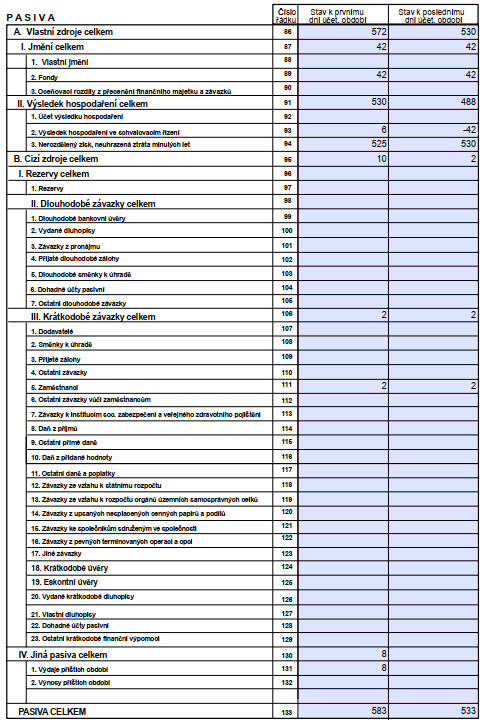 P A S I V A Číslo řádku Stav k prvnímu dni účet. období Stav k poslednímu dni účet. období
A. Vlastní zdroje celkem 86 572 530
I. Jmění celkem 87 42 42
1. Vlastní jmění 88
2. Fondy 89 42 42
3. Oceňovací rozdíly z přecenění finančního majetku a závazků 90
II. Výsledek hospodaření celkem 91 530 488
1. Účet výsledku hospodaření 92
2. Výsledek hospodaření ve schvalovacím řízení 93 6 -42
3. Nerozdělený zisk, neuhrazená ztráta minulých let 94 525 530
B. Cizí zdroje celkem 95 10 2
I. Rezervy celkem 96
1. Rezervy 97
II. Dlouhodobé závazky celkem 98
1. Dlouhodobé bankovní úvěry 99
2. Vydané dluhopisy 100
3. Závazky z pronájmu 101
4. Přijaté dlouhodobé zálohy 102
5. Dlouhodobé směnky k úhradě 103
6. Dohadné účty pasivní 104
7. Ostatní dlouhodobé závazky 105
III. Krátkodobé závazky celkem 106 2 2
1. Dodavatelé 107
2. Směnky k úhradě 108
3. Přijaté zálohy 109
4. Ostatní závazky 110
5. Zaměstnanci 111 2 2
6. Ostatní závazky vůči zaměstnancům 112
7. Závazky k institucím soc. zabezpečení a veřejného zdravotního pojištění 113
8. Daň z příjmů 114
9. Ostatní přímé daně 115
10. Daň z přidané hodnoty 116
11. Ostatní daně a poplatky 117
12. Závazky ze vztahu k státnímu rozpočtu 118
13. Závazky ze vztahu k rozpočtu orgánů územních samosprávných celků 119
14. Závazky z upsaných nesplacených cenných papírů a podílů 120
15. Závazky ke společníkům sdruženým ve společnosti 121
16. Závazky z pevných termínovaných operací a opcí 122
17. Jiné závazky 123
18. Krátkodobé úvěry 124
19. Eskontní úvěry 125
20. Vydané krátkodobé dluhopisy 126
21. Vlastní dluhopisy 127
22. Dohadné účty pasivní 128
23. Ostatní krátkodobé finanční výpomoci 129
IV. Jiná pasiva celkem 130 8
1. Výdaje příštích období 131 8
2. Výnosy příštích období 132
PASIVA CELKEM 133 583 533